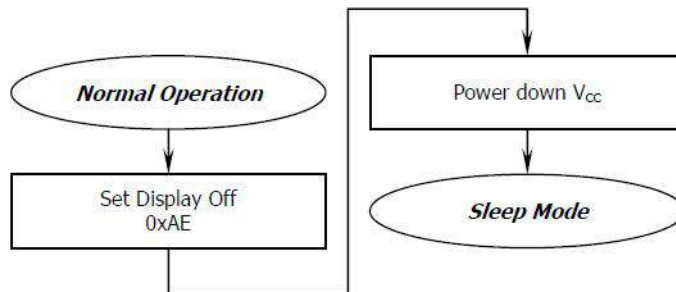 Normal Operation
Set Display Off
0xAE
Power down Vcc
Sleep Mode